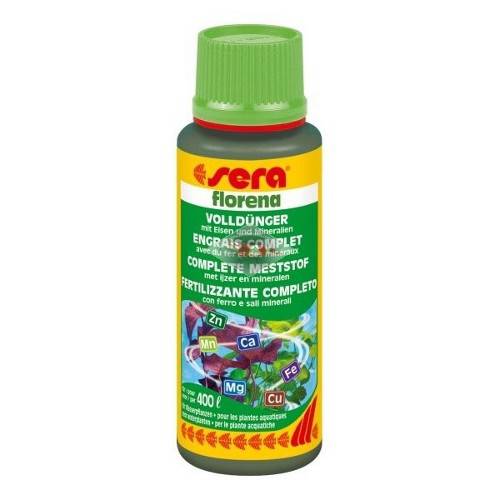 sera®
florena
VOLLDÜNGER
mit Eisen und Mineralien
ENGRAIS COMPLET
avec du fer et des minéraux
COMPLETE MESTSTOF
met ijzer en mineralen
FERTILIZZANTE COMPLETO
con ferro e sali minerali
Zn
Mn
Ca
Fe
Mg
Cu
400 ℓ
pour les plantes aquatiques
per le piante acquatiche